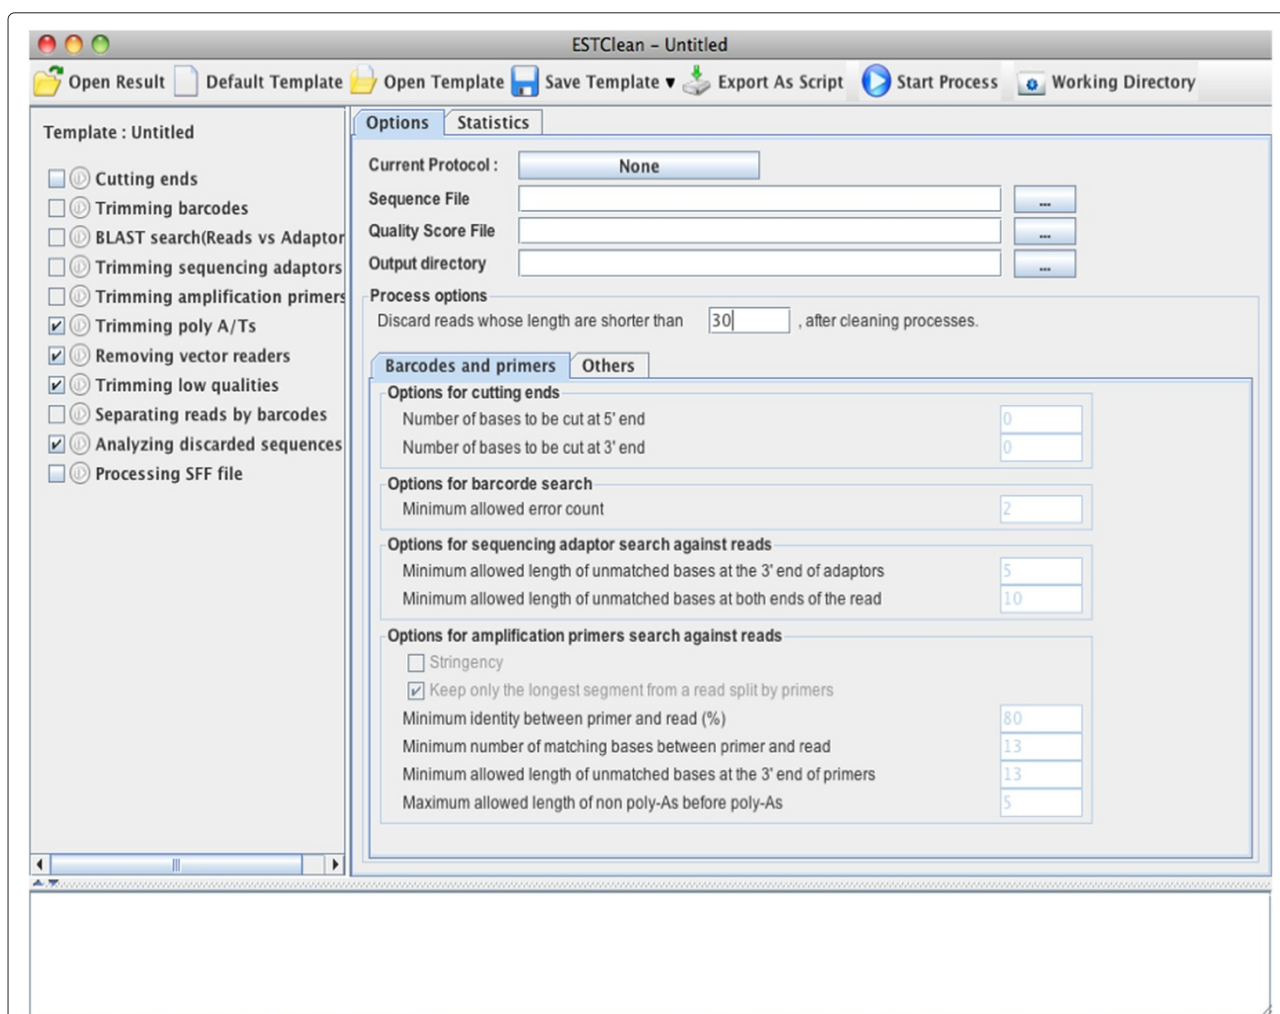 ESTClean – Untitled
Open Result Default Template Open Template Save Template ▼ Export As Script Start Process Working Directory
Template : Untitled
Cutting ends
Trimming barcodes
BLAST search(Reads vs Adaptor
Trimming sequencing adaptors
Trimming amplification primers
Trimming poly A/Ts
Removing vector readers
Trimming low qualities
Separating reads by barcodes
Analyzing discarded sequences
Processing SFF file
Options Statistics
Current Protocol : None
Sequence File ...
Quality Score File ...
Output directory ...
Process options
Discard reads whose length are shorter than 30 , after cleaning processes.
Barcodes and primers Others
Options for cutting ends
Number of bases to be cut at 5' end 0
Number of bases to be cut at 3' end 0
Options for barcorde search
Minimum allowed error count 2
Options for sequencing adaptor search against reads
Minimum allowed length of unmatched bases at the 3' end of adaptors 5
Minimum allowed length of unmatched bases at both ends of the read 10
Options for amplification primers search against reads
Stringency
Keep only the longest segment from a read split by primers
Minimum identity between primer and read (%) 80
Minimum number of matching bases between primer and read 13
Minimum allowed length of unmatched bases at the 3' end of primers 13
Maximum allowed length of non poly-As before poly-As 5